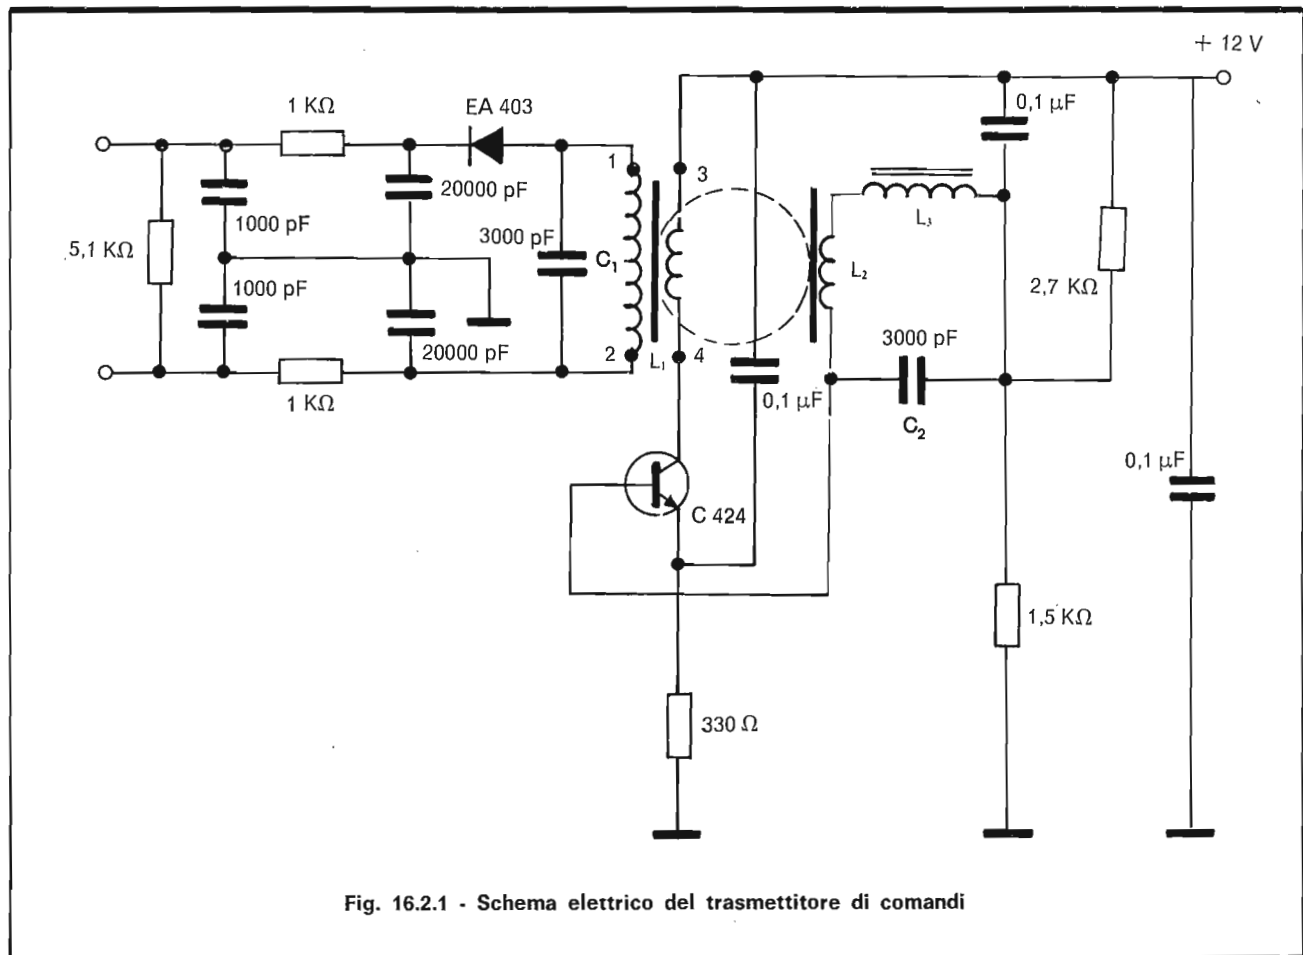 + 12 V
1 KΩ
EA 403
0,1 µF
1
3
20000 pF
1000 pF
5,1 KΩ
3000 pF
C₁
L₃
L₂
2,7 KΩ
1000 pF
20000 pF
2
L₁
4
3000 pF
1 KΩ
0,1 µF
C₂
0,1 µF
C 424
1,5 KΩ
330 Ω
Fig. 16.2.1 - Schema elettrico del trasmettitore di comandi